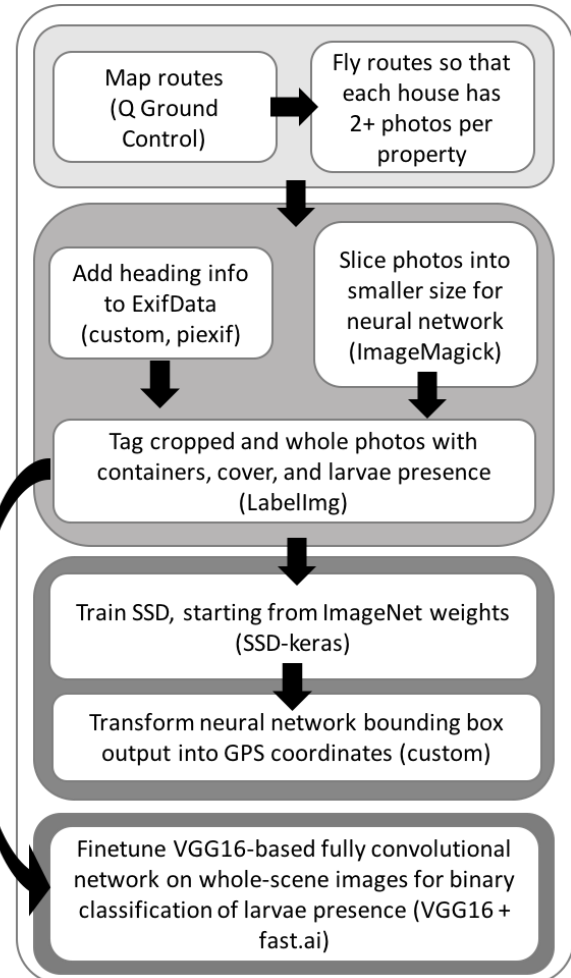 Map routes
(Q Ground
Control)
Fly routes so that
each house has
2+ photos per
property
Add heading info
to ExifData
(custom, piexif)
Slice photos into
smaller size for
neural network
(ImageMagick)
Tag cropped and whole photos with
containers, cover, and larvae presence
(LabelImg)
Train SSD, starting from ImageNet weights
(SSD-keras)
Transform neural network bounding box
output into GPS coordinates (custom)
Finetune VGG16-based fully convolutional
network on whole-scene images for binary
classification of larvae presence (VGG16 +
fast.ai)